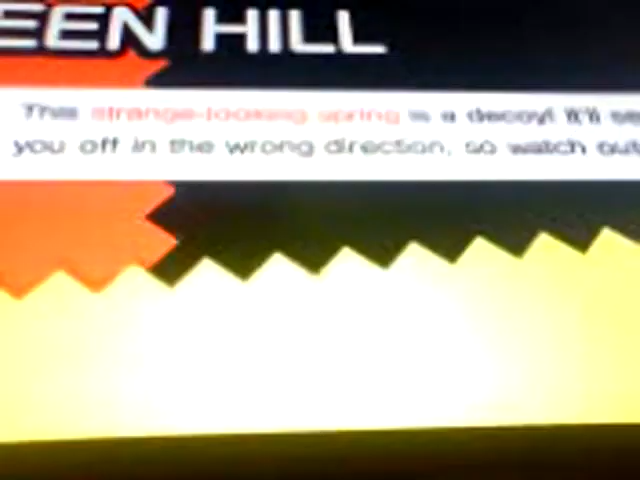 EEN HILL
This strange-looking spring is a decoy! It'll se
you off in the wrong direction, so watch out